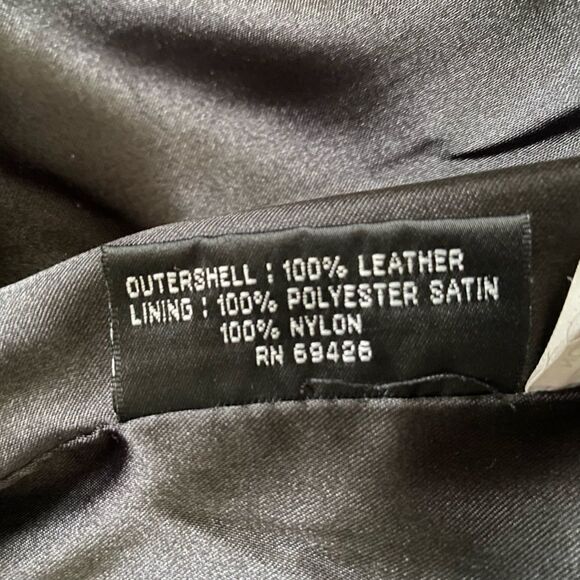 OUTERSHELL : 100% LEATHER
LINING : 100% POLYESTER SATIN
100% NYLON
RN 69426